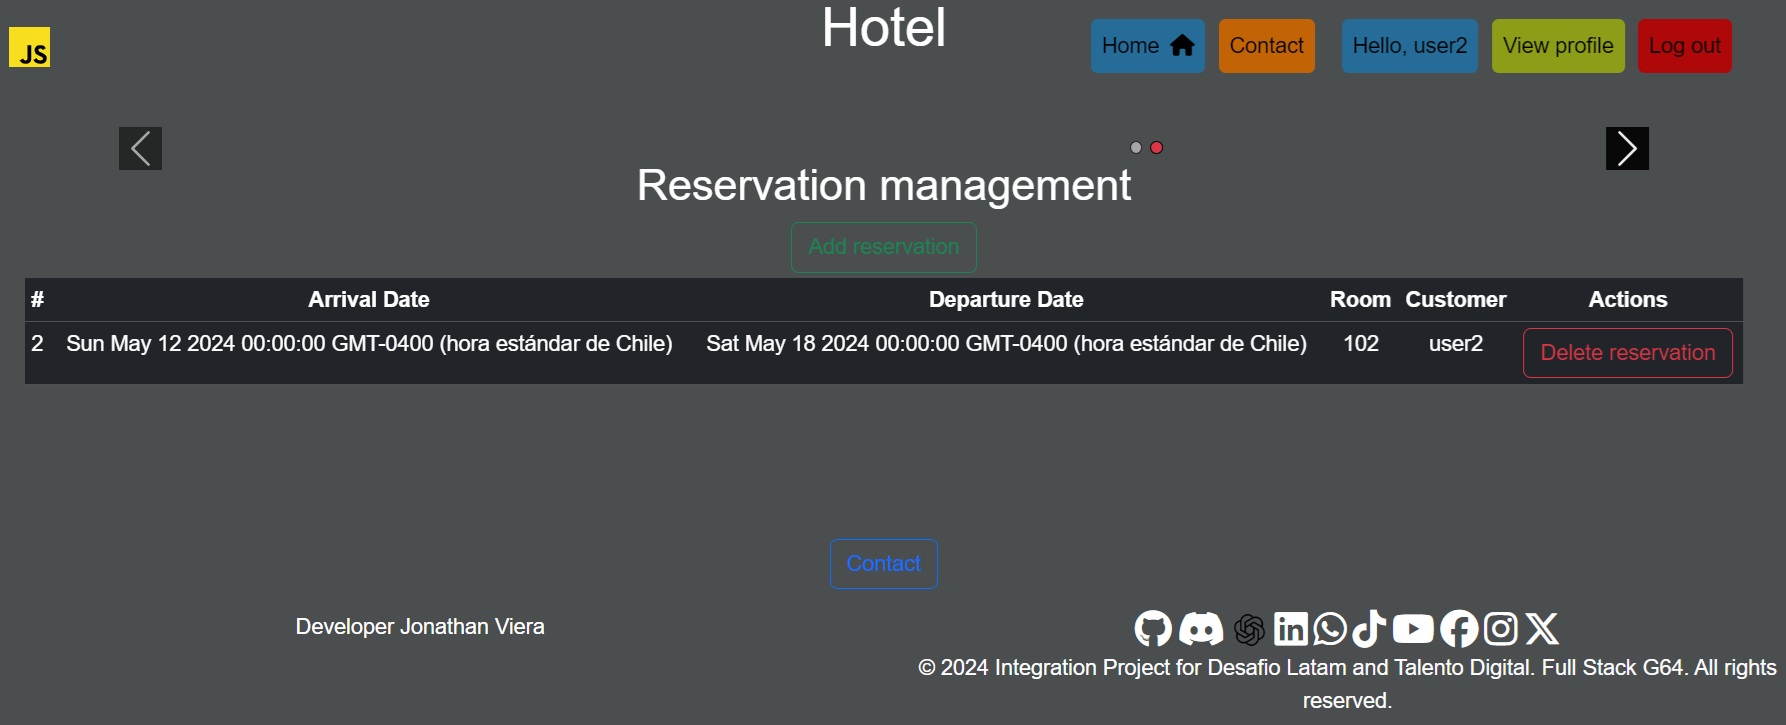 JS
Hotel
Home
Contact
Hello, user2
View profile
Log out
Reservation management
Add reservation
# Arrival Date Departure Date Room Customer Actions
2 Sun May 12 2024 00:00:00 GMT-0400 (hora estándar de Chile) Sat May 18 2024 00:00:00 GMT-0400 (hora estándar de Chile) 102 user2 Delete reservation
Contact
Developer Jonathan Viera
in
© 2024 Integration Project for Desafio Latam and Talento Digital. Full Stack G64. All rights
reserved.